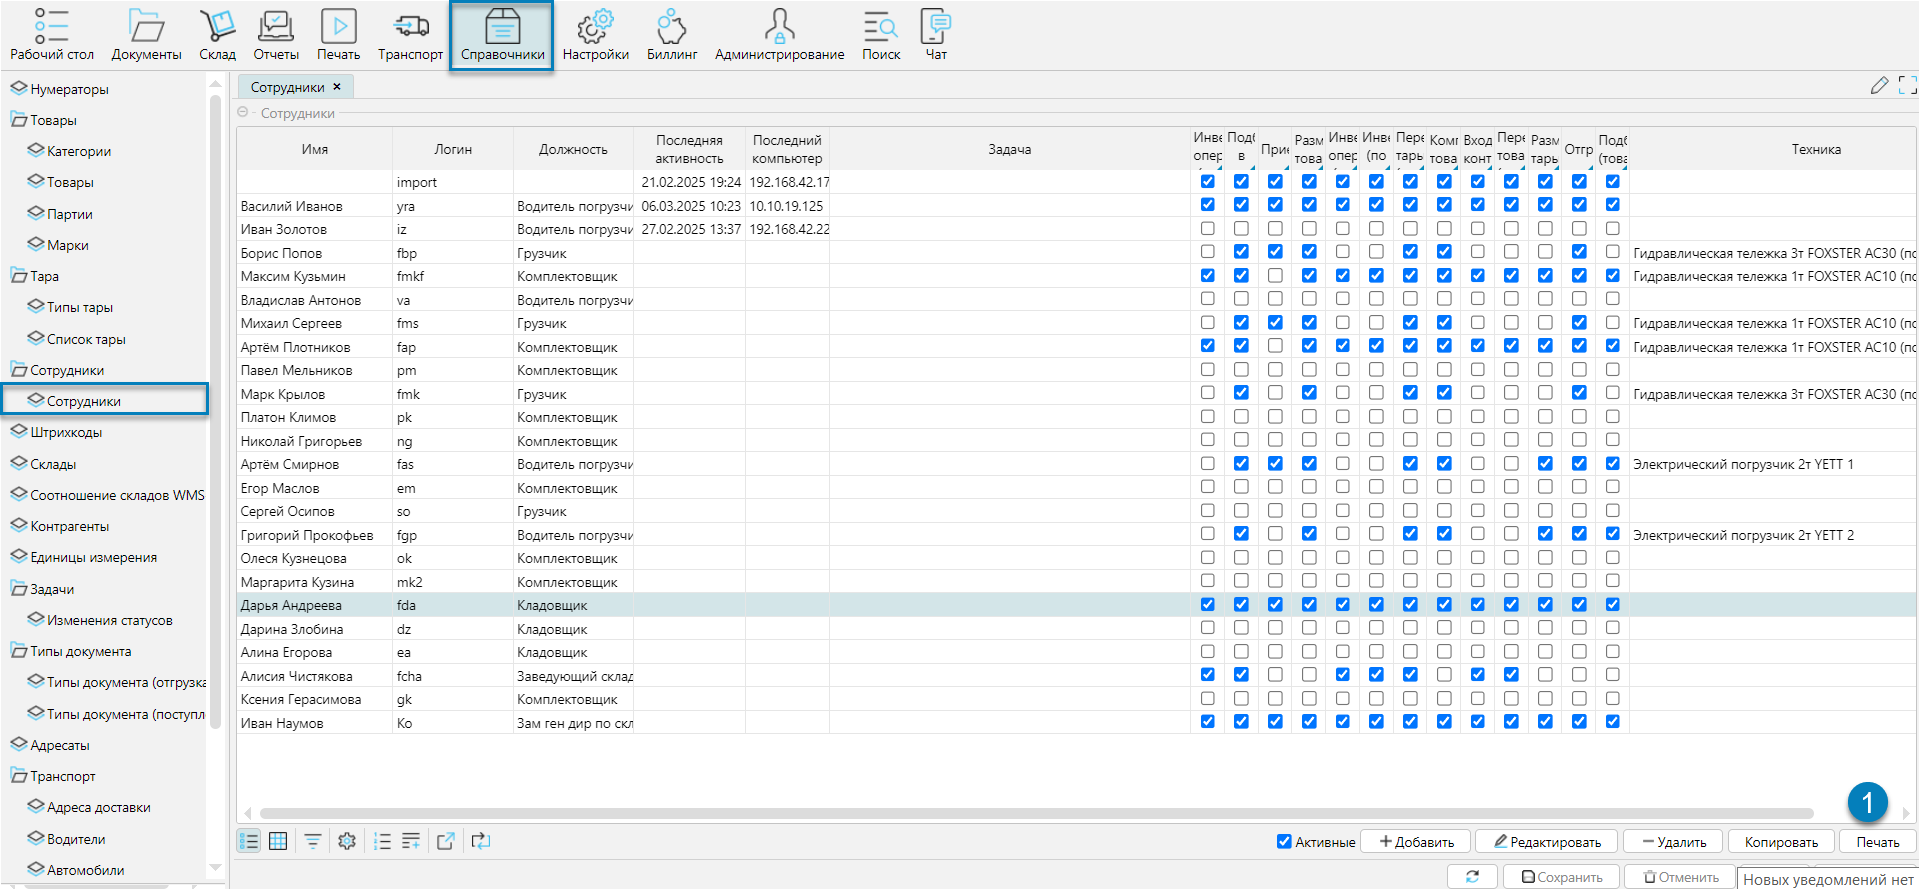 Рабочий стол Документы Склад Отчеты Печать Транспорт Справочники Настройки Биллинг Администрирование Поиск Чат
Нумераторы
Товары
Категории
Товары
Партии
Марки
Тара
Типы тары
Список тары
Сотрудники
Сотрудники
Штрихкоды
Склады
Соотношение складов WMS
Контрагенты
Единицы измерения
Задачи
Изменения статусов
Типы документа
Типы документа (отгрузка
Типы документа (поступл
Адресаты
Транспорт
Адреса доставки
Водители
Автомобили
Сотрудники ×
Сотрудники
Имя Логин Должность Последняя активность Последний компьютер Задача Инве опер Подб в Прие Разм това Инве опер Инве (по Пере тарь Комп това Вход конт Пере това Разм тарь Отгр Подб (това Техника
import 21.02.2025 19:24 192.168.42.17
Василий Иванов yra Водитель погрузчи 06.03.2025 10:23 10.10.19.125
Иван Золотов iz Водитель погрузчи 27.02.2025 13:37 192.168.42.22
Борис Попов fbp Грузчик Гидравлическая тележка 3т FOXSTER AC30 (по
Максим Кузьмин fmkf Комплектовщик Гидравлическая тележка 1т FOXSTER AC10 (по
Владислав Антонов va Водитель погрузчи
Михаил Сергеев fms Грузчик Гидравлическая тележка 1т FOXSTER AC10 (по
Артём Плотников fap Комплектовщик Гидравлическая тележка 1т FOXSTER AC10 (по
Павел Мельников pm Комплектовщик
Марк Крылов fmk Грузчик Гидравлическая тележка 3т FOXSTER AC30 (по
Платон Климов pk Комплектовщик
Николай Григорьев ng Комплектовщик
Артём Смирнов fas Водитель погрузчи Электрический погрузчик 2т YETT 1
Егор Маслов em Комплектовщик
Сергей Осипов so Грузчик
Григорий Прокофьев fgp Водитель погрузчи Электрический погрузчик 2т YETT 2
Олеся Кузнецова ok Комплектовщик
Маргарита Кузина mk2 Комплектовщик
Дарья Андреева fda Кладовщик
Дарина Злобина dz Кладовщик
Алина Егорова ea Кладовщик
Алисия Чистякова fcha Заведующий склад
Ксения Герасимова gk Комплектовщик
Иван Наумов Ko Зам ген дир по скл
1
Активные Добавить Редактировать Удалить Копировать Печать
Сохранить Отменить Новых уведомлений нет